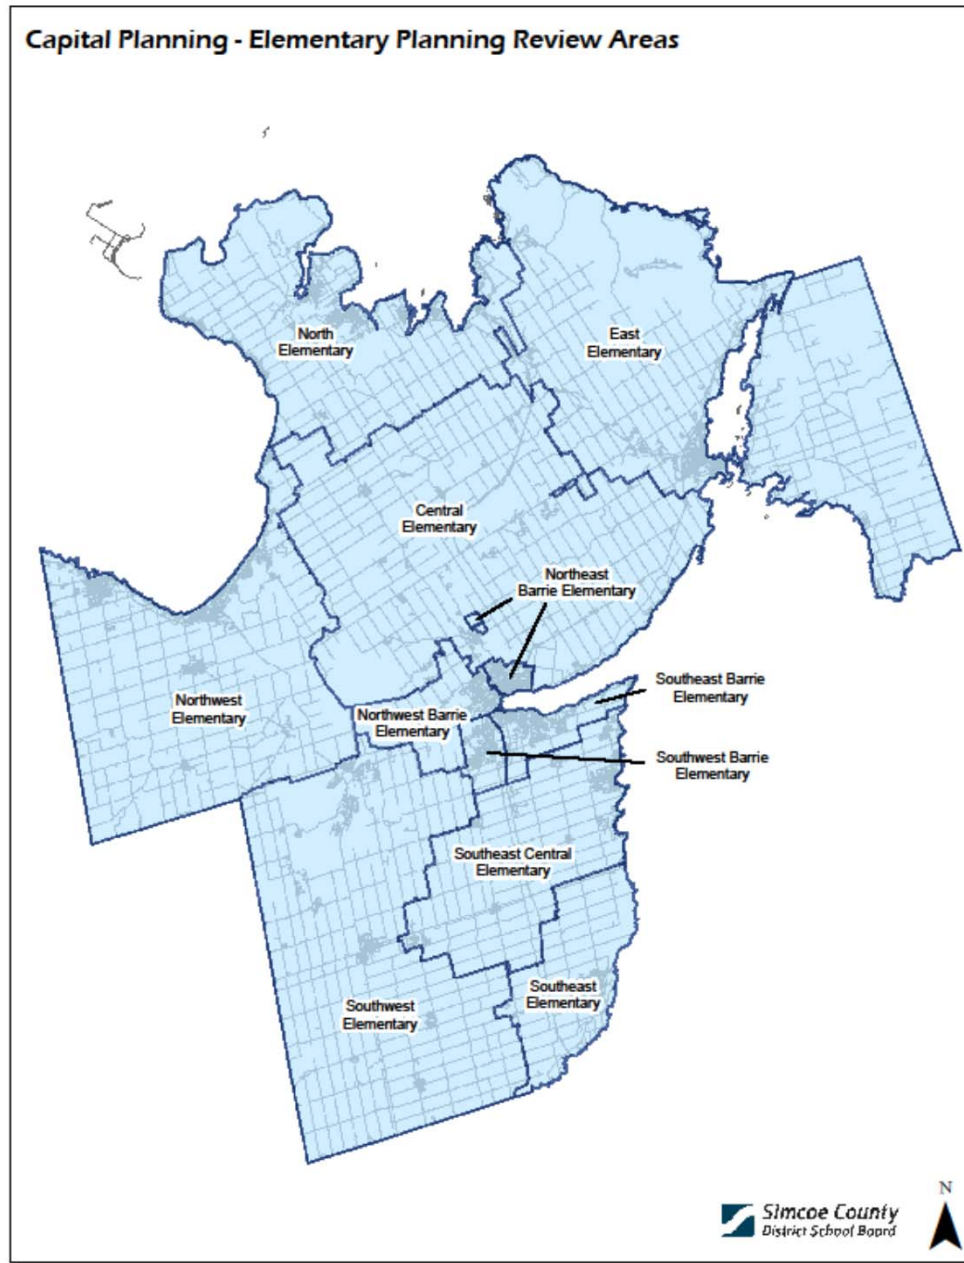 Capital Planning - Elementary Planning Review Areas
North
Elementary
East
Elementary
Central
Elementary
Northeast
Barrie Elementary
Southeast Barrie
Elementary
Northwest
Elementary
Northwest Barrie
Elementary
Southwest Barrie
Elementary
Southeast Central
Elementary
Southeast
Elementary
Southwest
Elementary
Simcoe County
District School Board
N